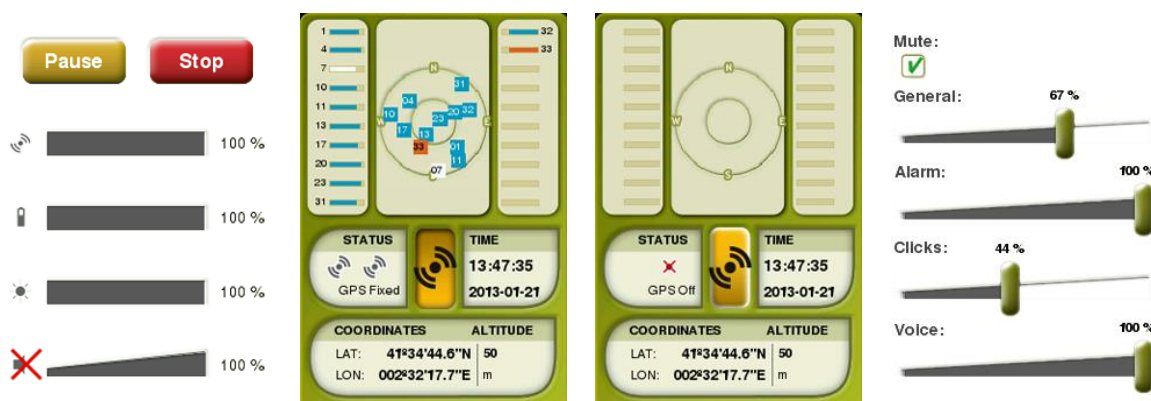 Pause Stop
100 %
100 %
100 %
100 %
1
4
7
10
11
13
17
20
23
31
32
33
N
31
04
10
20 32
23
W
E
17
13
33
01
11
07
STATUS
GPS Fixed
TIME
13:47:35
2013-01-21
COORDINATES ALTITUDE
LAT: 41º34'44.6"N 50
LON: 002º32'17.7"E m
N
W
E
S
STATUS
GPS Off
TIME
13:47:35
2013-01-21
COORDINATES ALTITUDE
LAT: 41º34'44.6"N 50
LON: 002º32'17.7"E m
Mute:
General:
67 %
Alarm:
100 %
Clicks:
44 %
Voice:
100 %